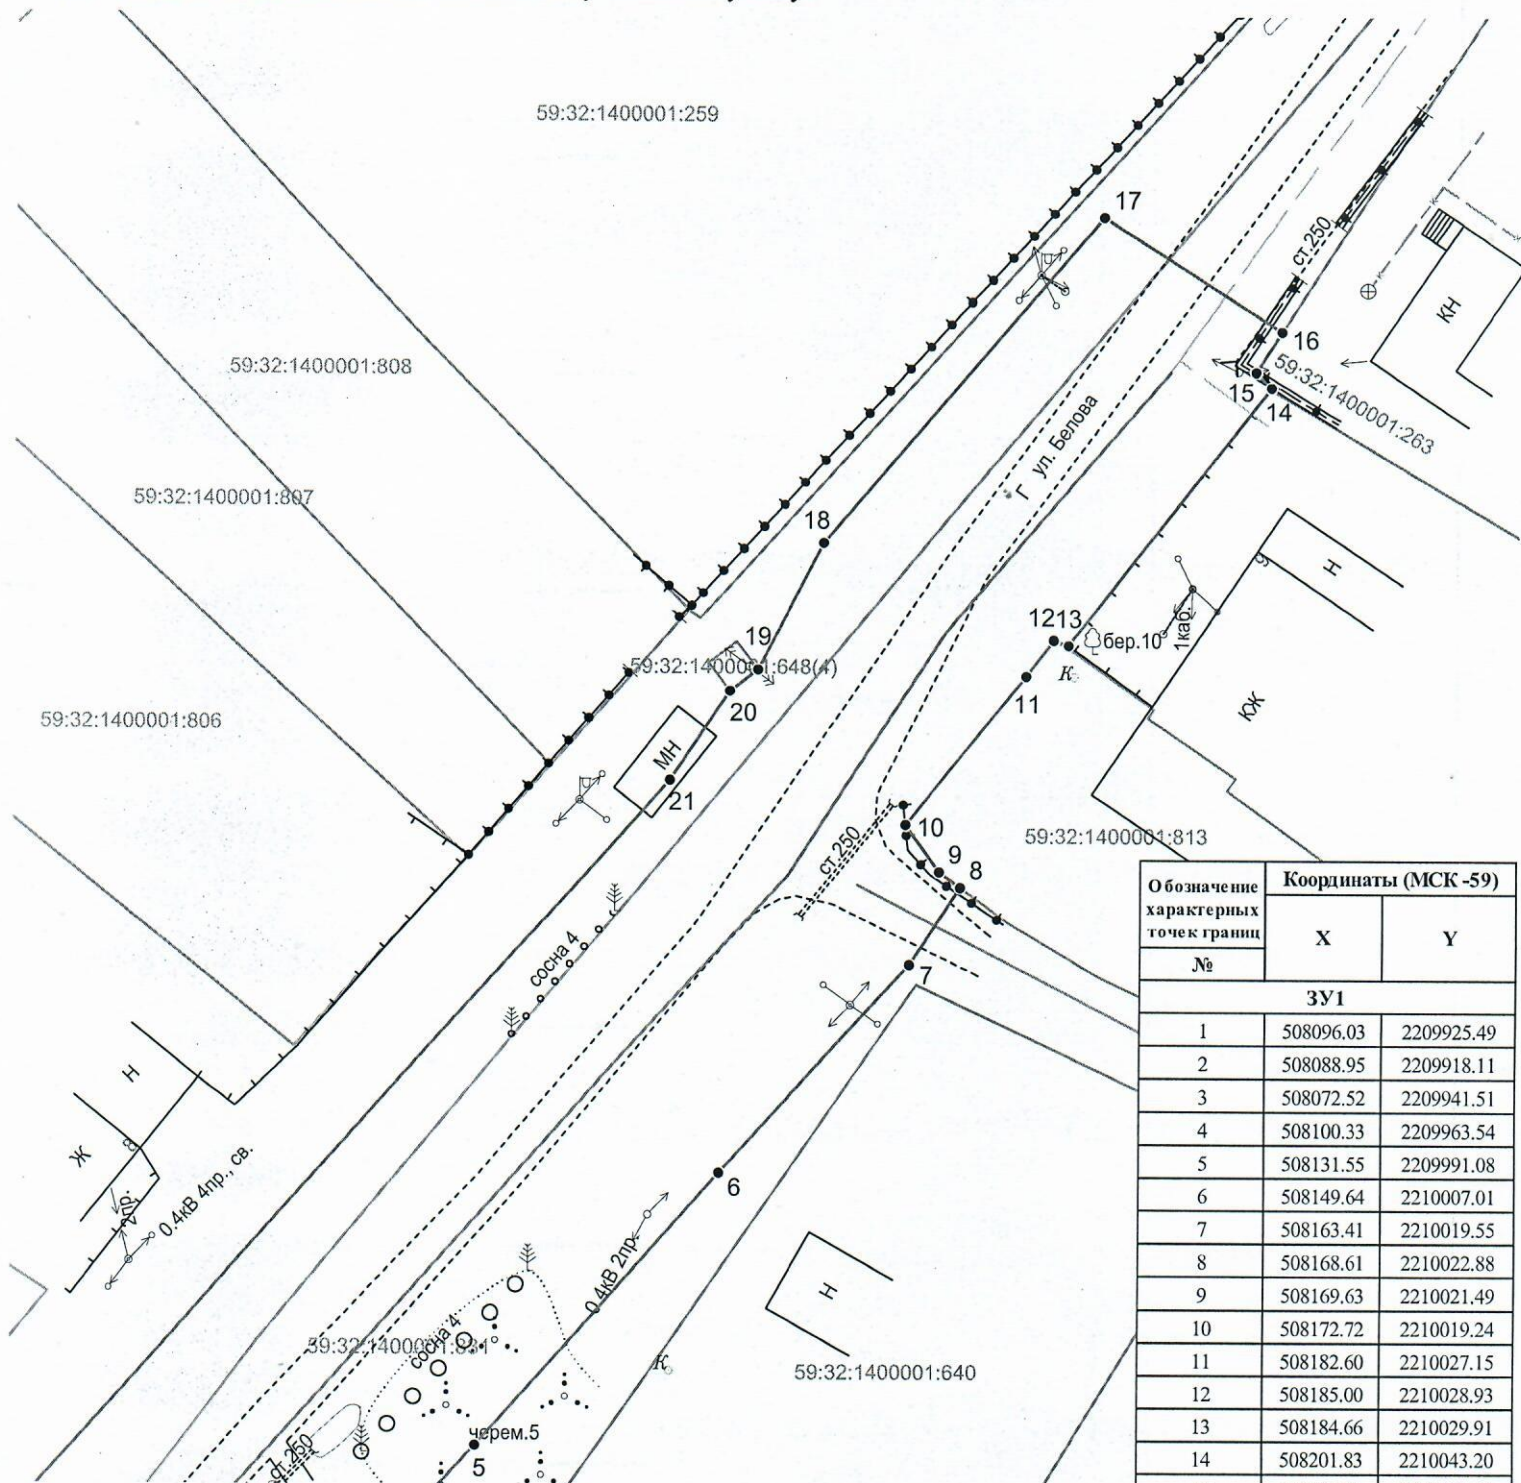 59:32:1400001:259
17
ст.250
КН
16
59:32:1400001:808
59:32:1400001:263
15
14
ул. Белова
Г
59:32:1400001:807
18
Н
9
1213
бер.10
1каб.
К
19
59:32:1400001:648(4)
11
20
59:32:1400001:806
КЖ
МН
21
10
59:32:1400001:813
ст.250
9
8
сосна 4
7
Н
Ж
2пр.
0.4кВ 4пр., св.
6
0.4кВ 2пр.
Н
сосна 4
59:32:1400001:831
К
59:32:1400001:640
черем.5
5
ст.250
Обозначение характерных точек границ
Координаты (МСК -59)
№
X
Y
ЗУ1
1 508096.03 2209925.49
2 508088.95 2209918.11
3 508072.52 2209941.51
4 508100.33 2209963.54
5 508131.55 2209991.08
6 508149.64 2210007.01
7 508163.41 2210019.55
8 508168.61 2210022.88
9 508169.63 2210021.49
10 508172.72 2210019.24
11 508182.60 2210027.15
12 508185.00 2210028.93
13 508184.66 2210029.91
14 508201.83 2210043.20